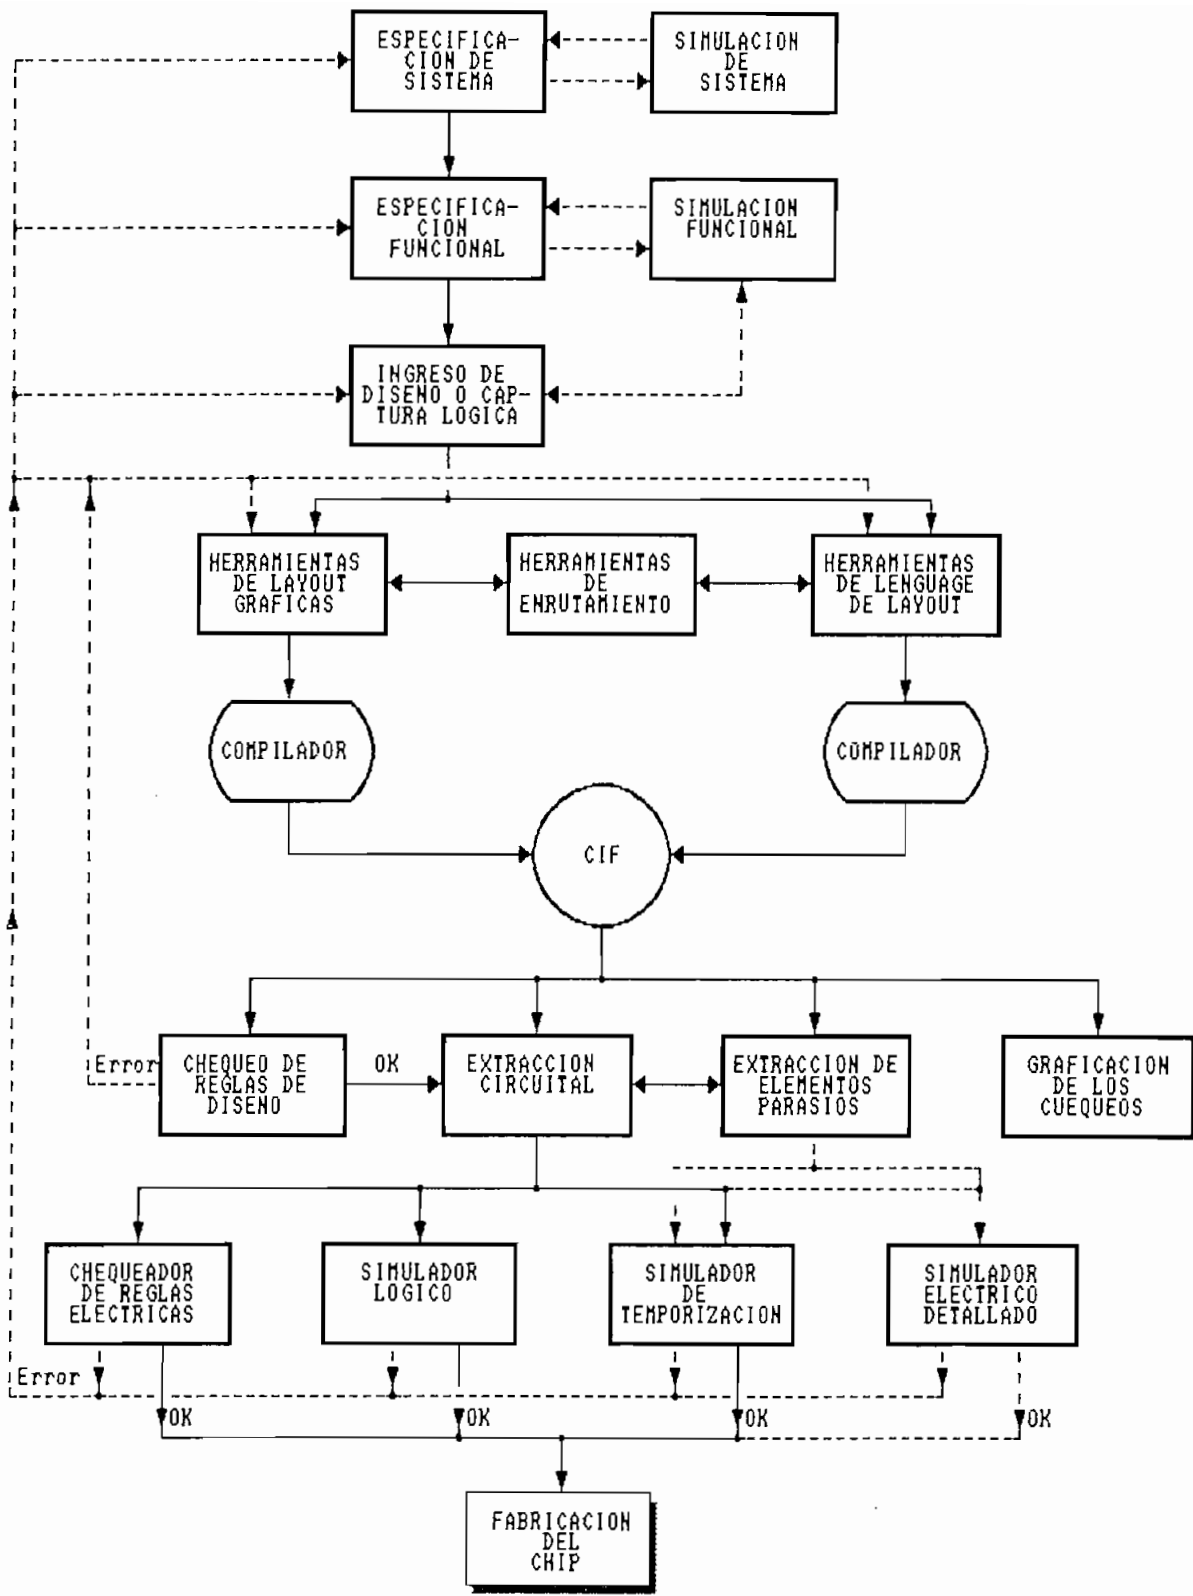 ESPECIFICA-
CION DE
SISTEMA
SIMULACION
DE
SISTEMA
ESPECIFICA-
CION
FUNCIONAL
SIMULACION
FUNCIONAL
INGRESO DE
DISENO O CAP-
TURA LOGICA
HERRAMIENTAS
DE LAYOUT
GRAFICAS
HERRAMIENTAS
DE
ENRUTAMIENTO
HERRAMIENTAS
DE LENGUAGE
DE LAYOUT
COMPILADOR
COMPILADOR
CIF
Error
CHEQUEO DE
REGLAS DE
DISENO
OK
EXTRACCION
CIRCUITAL
EXTRACCION DE
ELEMENTOS
PARASIOS
GRAFICACION
DE LOS
CUEQUEOS
CHEQUEADOR
DE REGLAS
ELECTRICAS
SIMULADOR
LOGICO
SIMULADOR
DE
TEMPORIZACION
SIMULADOR
ELECTRICO
DETALLADO
Error
OK
OK
OK
OK
FABRICACION
DEL
CHIP